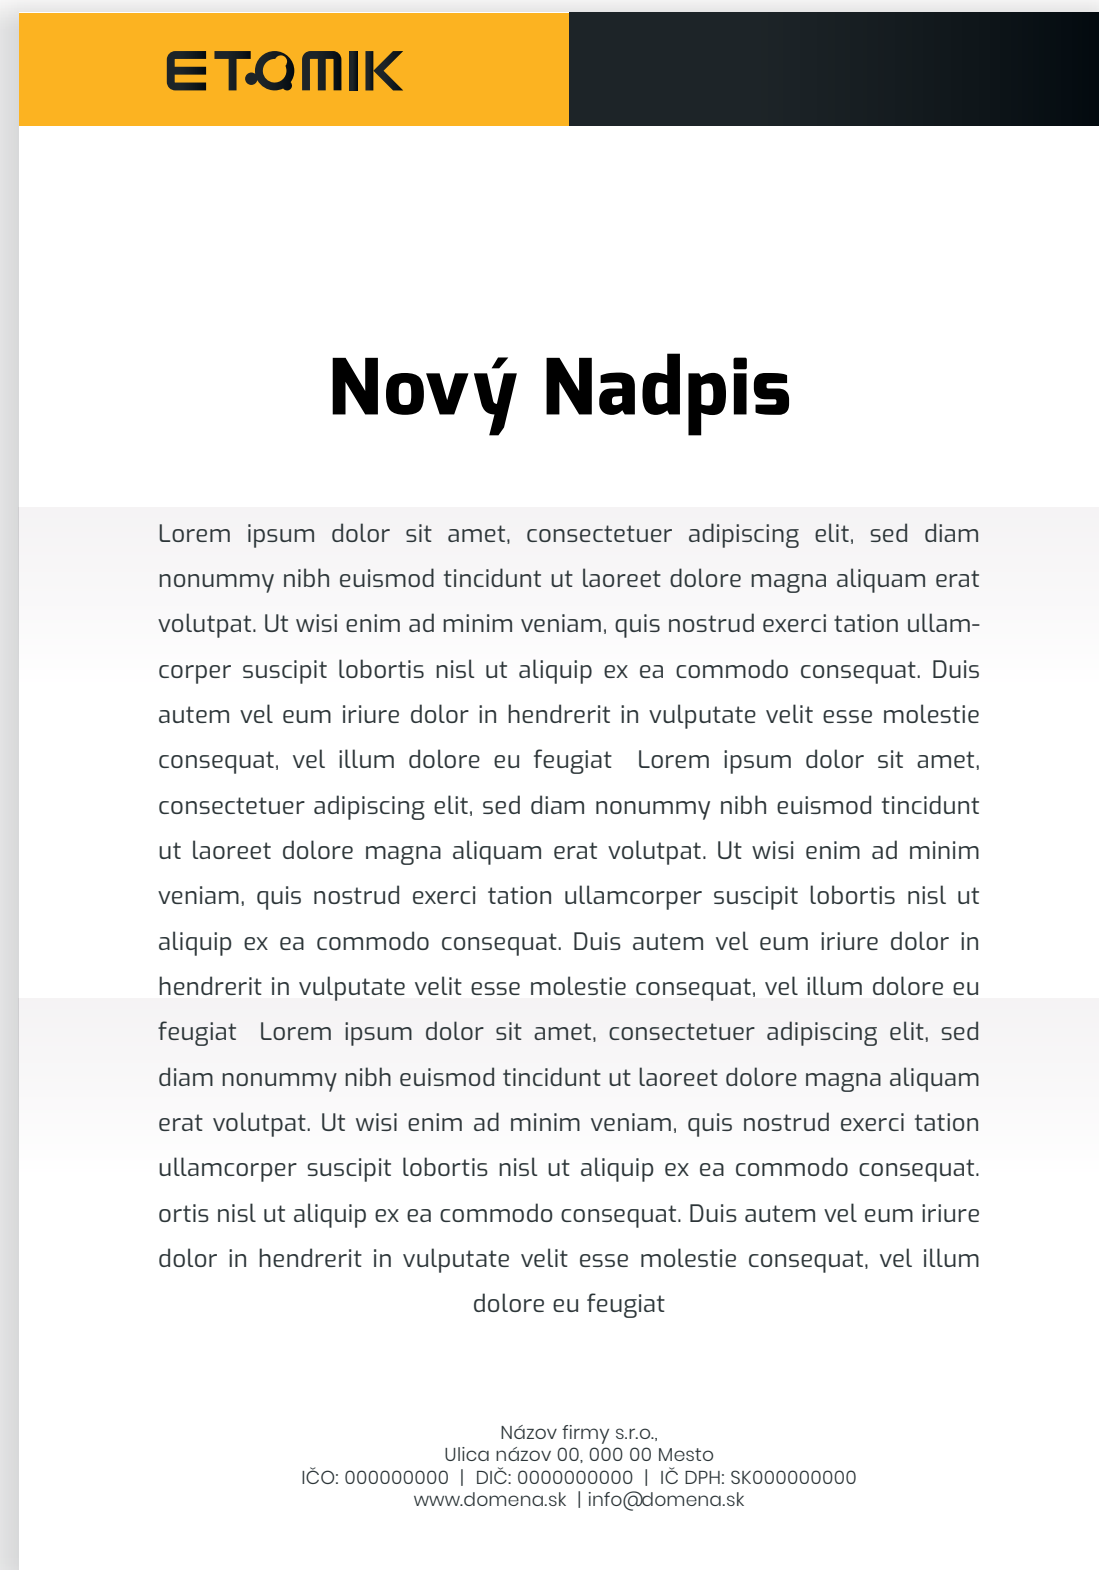 ETOMIK
Nový Nadpis
Lorem ipsum dolor sit amet, consectetuer adipiscing elit, sed diam
nonummy nibh euismod tincidunt ut laoreet dolore magna aliquam erat
volutpat. Ut wisi enim ad minim veniam, quis nostrud exerci tation ullam-
corper suscipit lobortis nisl ut aliquip ex ea commodo consequat. Duis
autem vel eum iriure dolor in hendrerit in vulputate velit esse molestie
consequat, vel illum dolore eu feugiat  Lorem ipsum dolor sit amet,
consectetuer adipiscing elit, sed diam nonummy nibh euismod tincidunt
ut laoreet dolore magna aliquam erat volutpat. Ut wisi enim ad minim
veniam, quis nostrud exerci tation ullamcorper suscipit lobortis nisl ut
aliquip ex ea commodo consequat. Duis autem vel eum iriure dolor in
hendrerit in vulputate velit esse molestie consequat, vel illum dolore eu
feugiat  Lorem ipsum dolor sit amet, consectetuer adipiscing elit, sed
diam nonummy nibh euismod tincidunt ut laoreet dolore magna aliquam
erat volutpat. Ut wisi enim ad minim veniam, quis nostrud exerci tation
ullamcorper suscipit lobortis nisl ut aliquip ex ea commodo consequat.
ortis nisl ut aliquip ex ea commodo consequat. Duis autem vel eum iriure
dolor in hendrerit in vulputate velit esse molestie consequat, vel illum
dolore eu feugiat
Názov firmy s.r.o.,
Ulica názov 00, 000 00 Mesto
IČO: 000000000 | DIČ: 0000000000 | IČ DPH: SK000000000
www.domena.sk | info@domena.sk